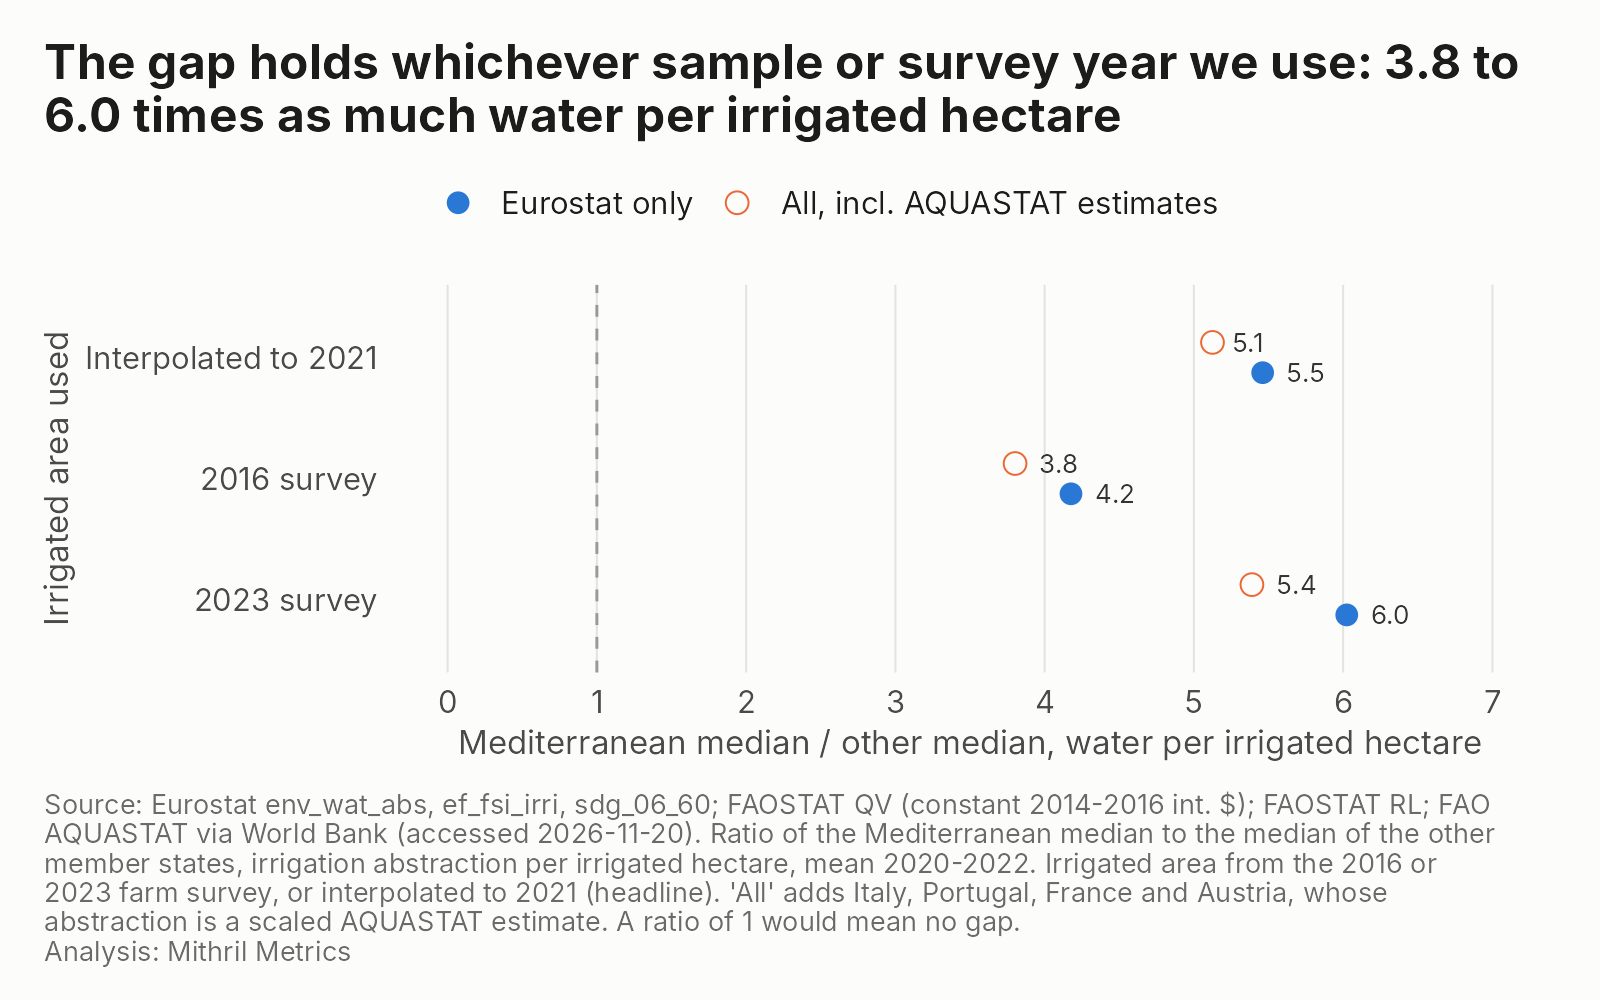 The gap holds whichever sample or survey year we use: 3.8 to
6.0 times as much water per irrigated hectare
Eurostat only
All, incl. AQUASTAT estimates
Irrigated area used
Interpolated to 2021
5.1
5.5
2016 survey
3.8
4.2
2023 survey
5.4
6.0
0 1 2 3 4 5 6 7
Mediterranean median / other median, water per irrigated hectare
Source: Eurostat env_wat_abs, ef_fsi_irri, sdg_06_60; FAOSTAT QV (constant 2014-2016 int. $); FAOSTAT RL; FAO
AQUASTAT via World Bank (accessed 2026-11-20). Ratio of the Mediterranean median to the median of the other
member states, irrigation abstraction per irrigated hectare, mean 2020-2022. Irrigated area from the 2016 or
2023 farm survey, or interpolated to 2021 (headline). 'All' adds Italy, Portugal, France and Austria, whose
abstraction is a scaled AQUASTAT estimate. A ratio of 1 would mean no gap.
Analysis: Mithril Metrics